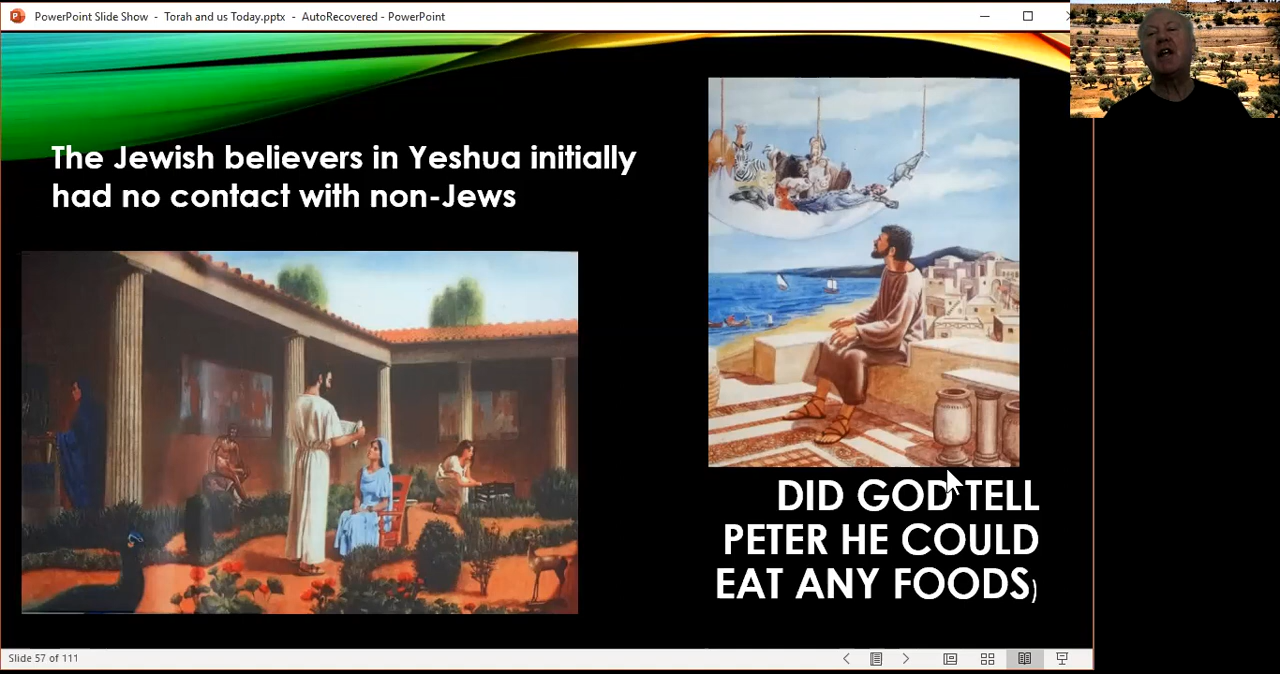 PowerPoint Slide Show - Torah and us Today.pptx - AutoRecovered - PowerPoint
The Jewish believers in Yeshua initially
had no contact with non-Jews
DID GOD TELL
PETER HE COULD
EAT ANY FOODS)
Slide 57 of 111